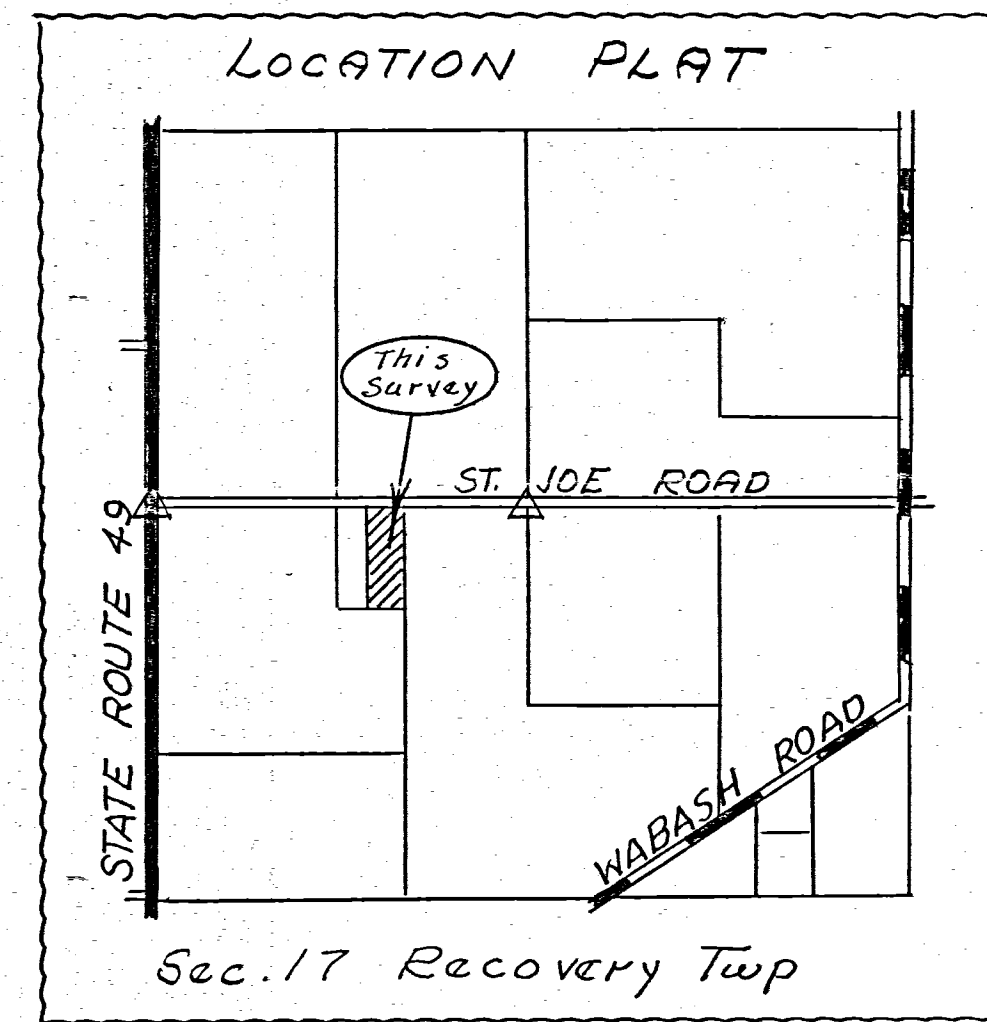 LOCATION PLAT
This
Survey
ST. JOE ROAD
STATE ROUTE 49
WABASH ROAD
Sec. 17 Recovery Twp